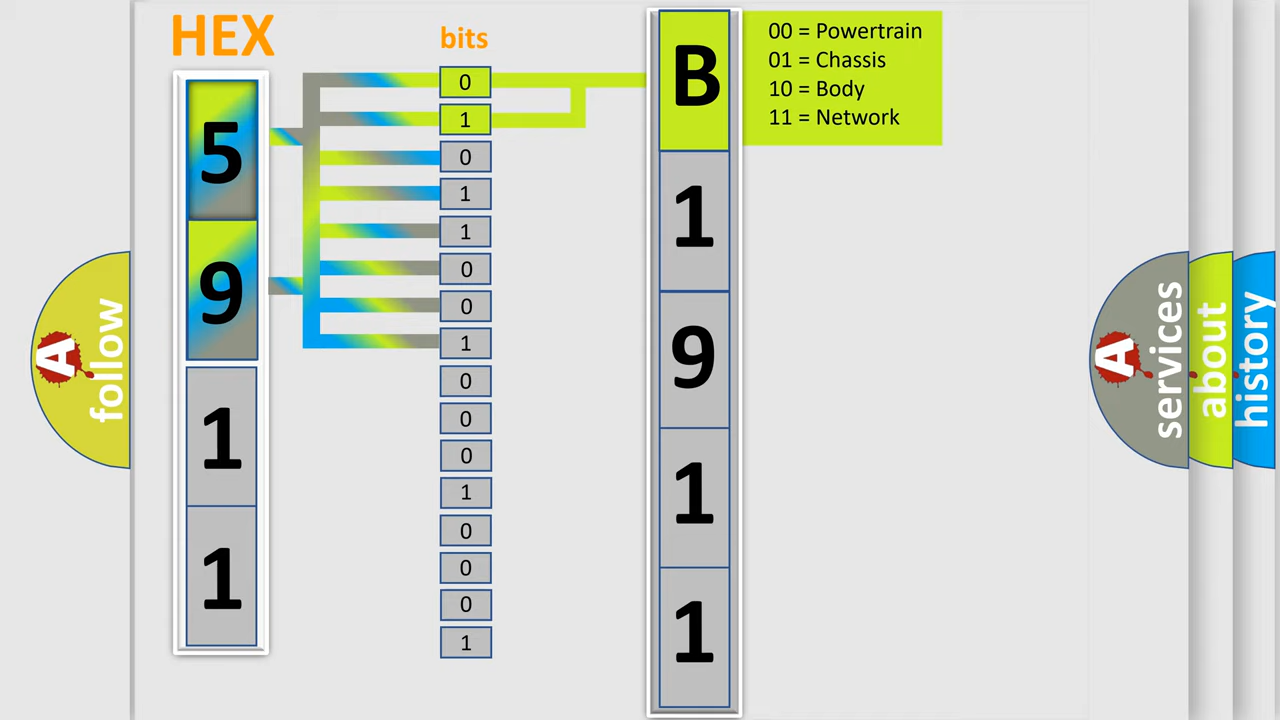 HEX
bits
5
9
1
1
0
1
0
1
1
0
0
1
0
0
0
1
0
0
0
1
B
1
9
1
1
00 = Powertrain
01 = Chassis
10 = Body
11 = Network
A
follow
A
services
about
history